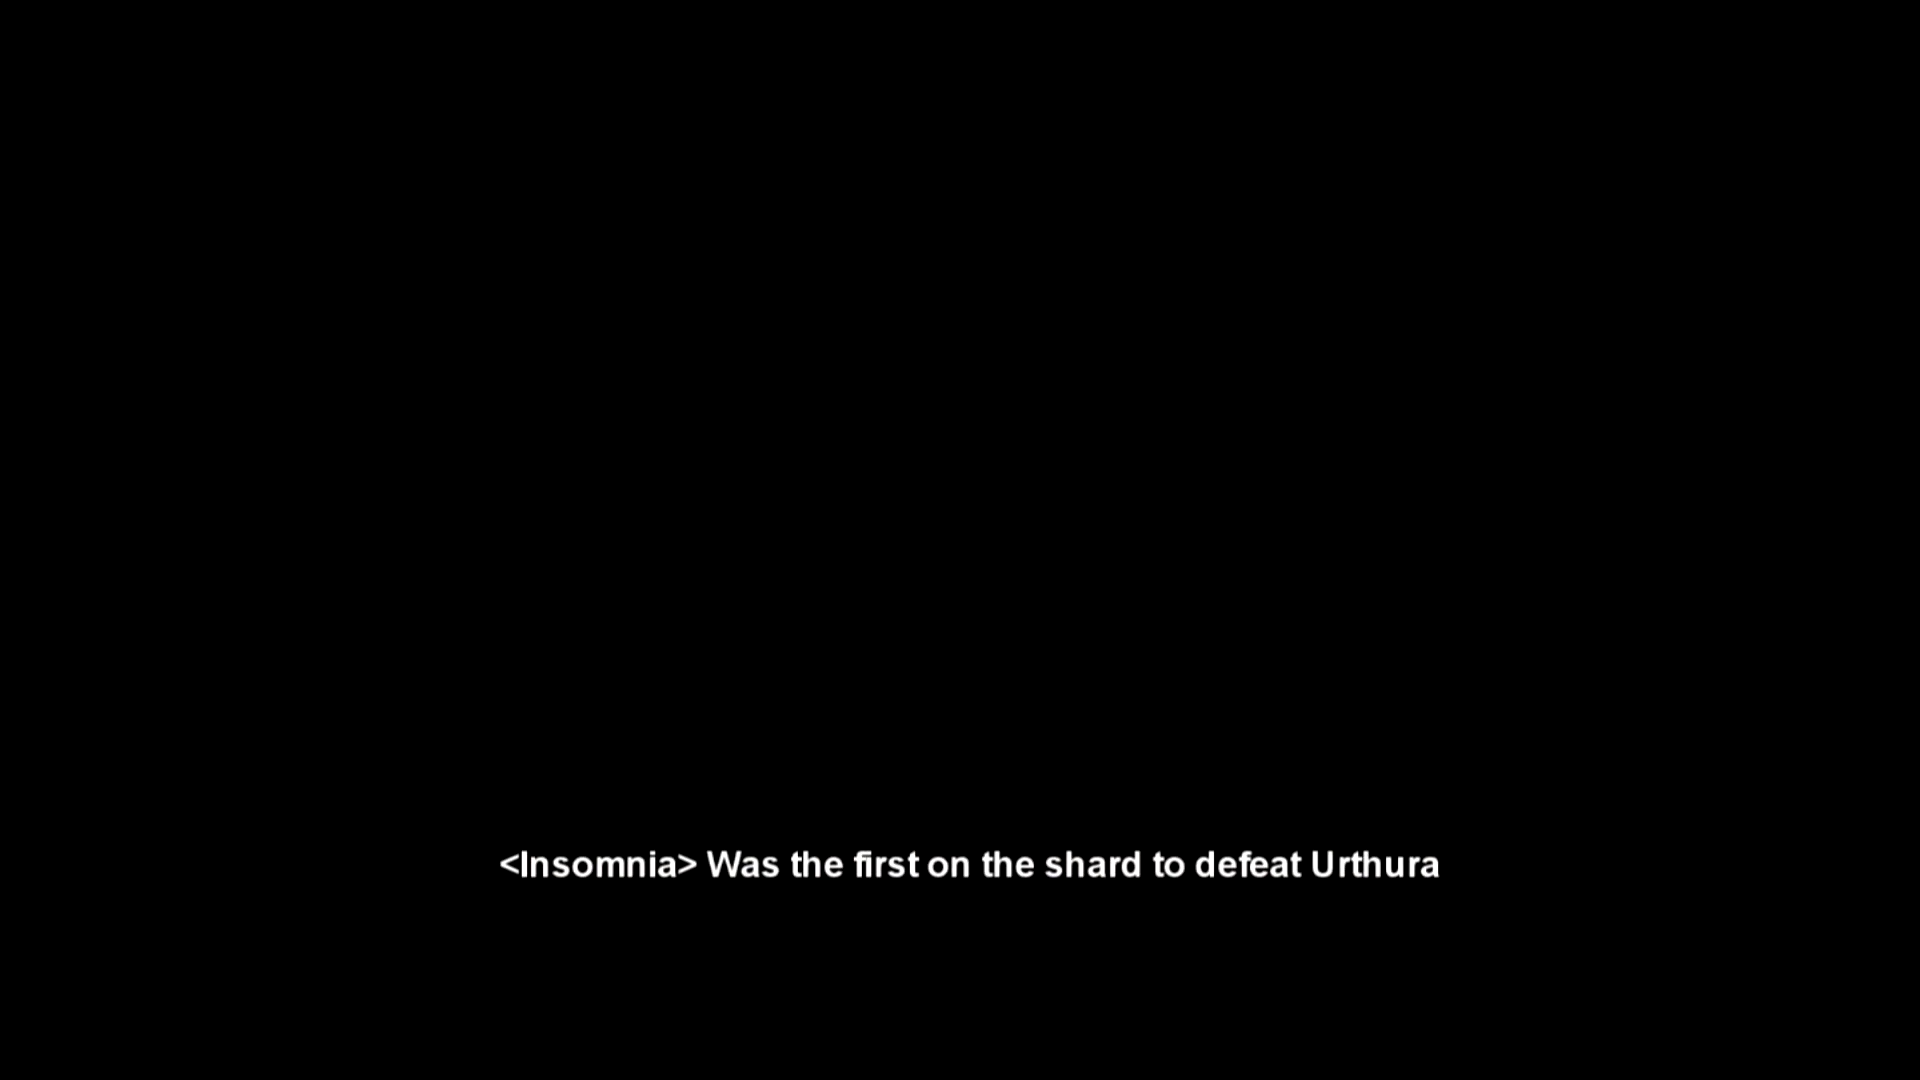 <Insomnia> Was the first on the shard to defeat Urthura